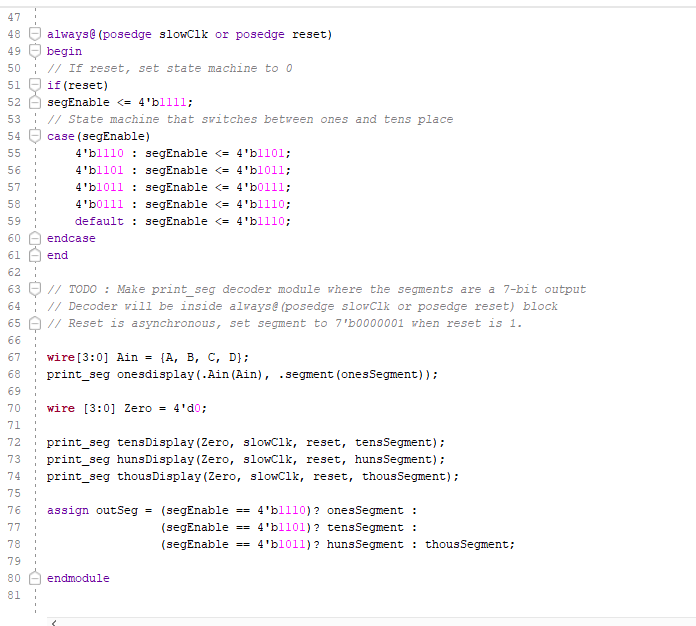 47
48 always@(posedge slowClk or posedge reset)
49 begin
50 // If reset, set state machine to 0
51 if(reset)
52 segEnable <= 4'b1111;
53 // State machine that switches between ones and tens place
54 case(segEnable)
55 4'b1110 : segEnable <= 4'b1101;
56 4'b1101 : segEnable <= 4'b1011;
57 4'b1011 : segEnable <= 4'b0111;
58 4'b0111 : segEnable <= 4'b1110;
59 default : segEnable <= 4'b1110;
60 endcase
61 end
62
63 // TODO : Make print_seg decoder module where the segments are a 7-bit output
64 // Decoder will be inside always@(posedge slowClk or posedge reset) block
65 // Reset is asynchronous, set segment to 7'b0000001 when reset is 1.
66
67 wire[3:0] Ain = {A, B, C, D};
68 print_seg onesdisplay(.Ain(Ain), .segment(onesSegment));
69
70 wire [3:0] Zero = 4'd0;
71
72 print_seg tensDisplay(Zero, slowClk, reset, tensSegment);
73 print_seg hunsDisplay(Zero, slowClk, reset, hunsSegment);
74 print_seg thousDisplay(Zero, slowClk, reset, thousSegment);
75
76 assign outSeg = (segEnable == 4'b1110)? onesSegment :
77 (segEnable == 4'b1101)? tensSegment :
78 (segEnable == 4'b1011)? hunsSegment : thousSegment;
79
80 endmodule
81